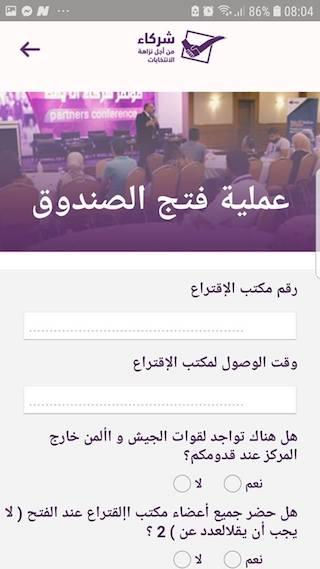 86% 08:04
شركاء
من أجل نزاهة
الانتخابات
partners conference
عملية فتح الصندوق
رقم مكتب الإقتراع
وقت الوصول لمكتب الإقتراع
هل هناك تواجد لقوات الجيش و األمن خارج
المركز عند قدومكم؟
نعم لا
هل حضر جميع أعضاء مكتب اإلقتراع عند الفتح ( لا
يجب أن يقلالعدد عن ) 2 ؟
نعم لا